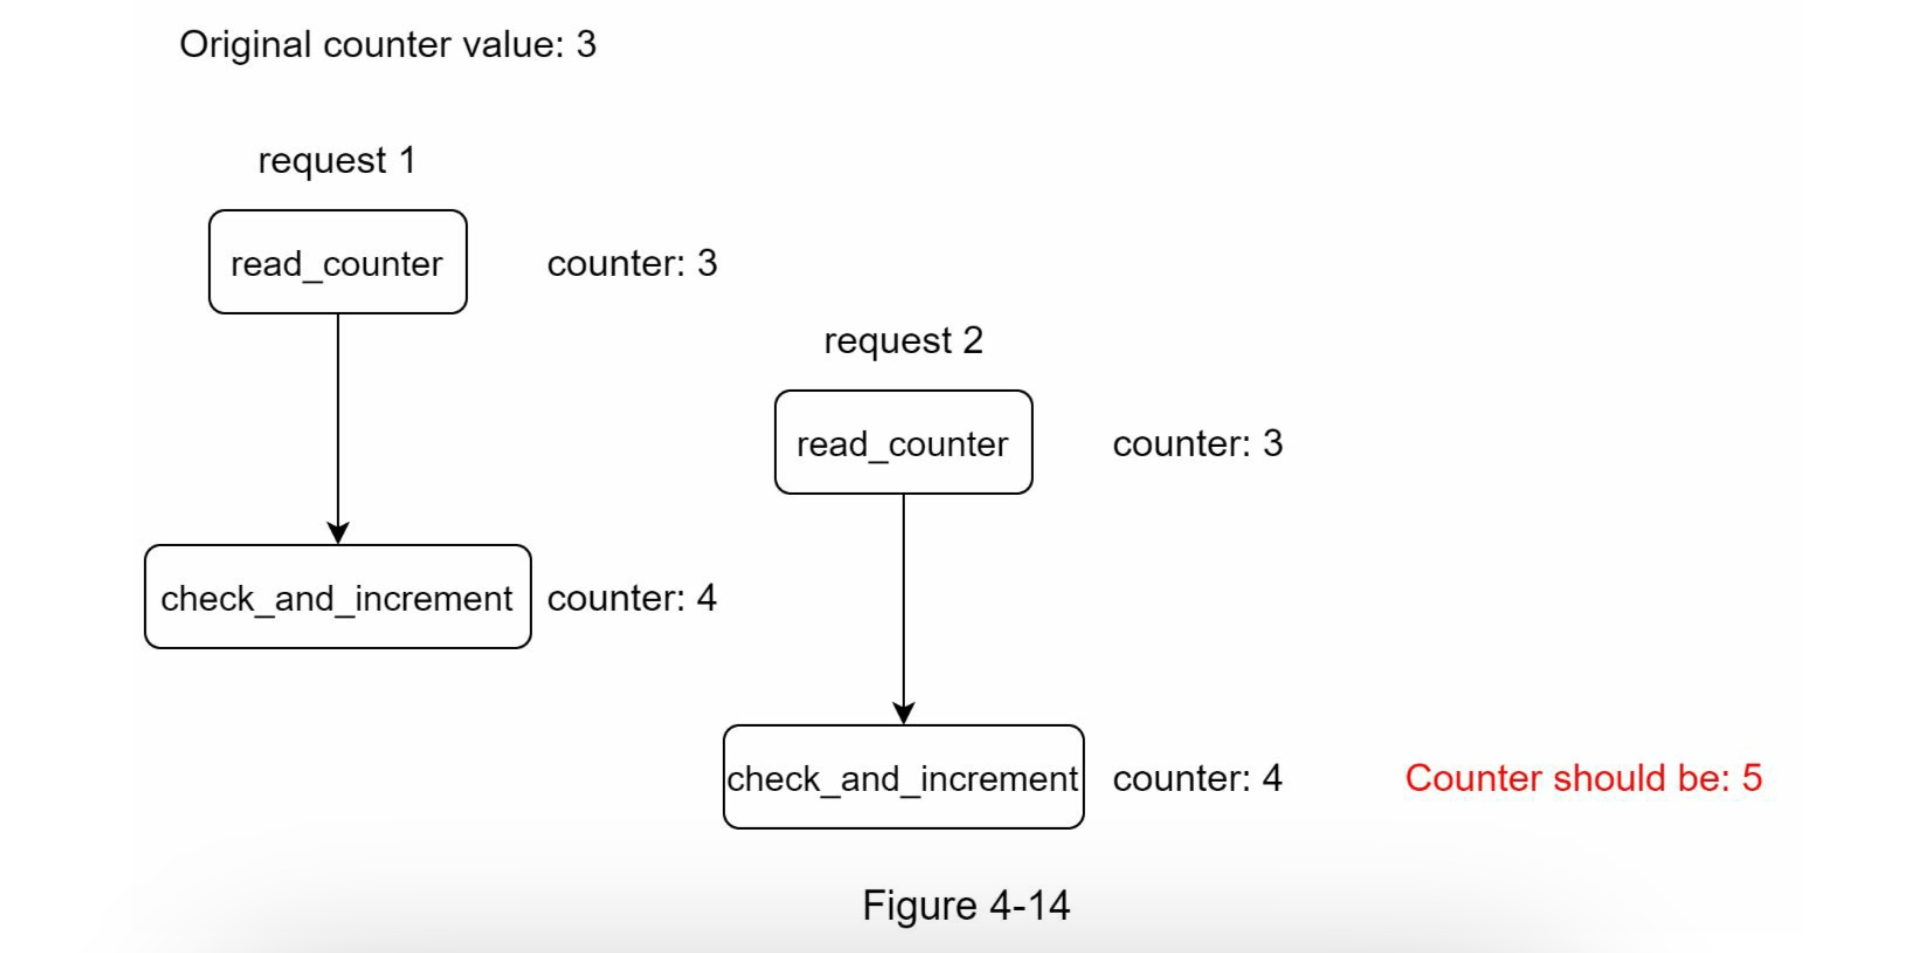 Original counter value: 3
request 1
read_counter
counter: 3
request 2
read_counter
counter: 3
check_and_increment
counter: 4
check_and_increment
counter: 4
Counter should be: 5
Figure 4-14